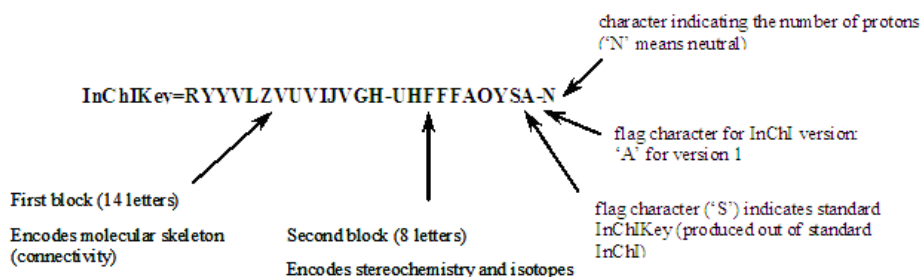 character indicating the number of protons
('N' means neutral)
InChIKey=RYYVLZVUVIJVGH-UHFFFAOYSA-N
flag character for InChI version:
'A' for version 1
First block (14 letters)
Encodes molecular skeleton
(connectivity)
Second block (8 letters)
Encodes stereochemistry and isotopes
flag character ('S') indicates standard
InChIKey (produced out of standard
InChI)